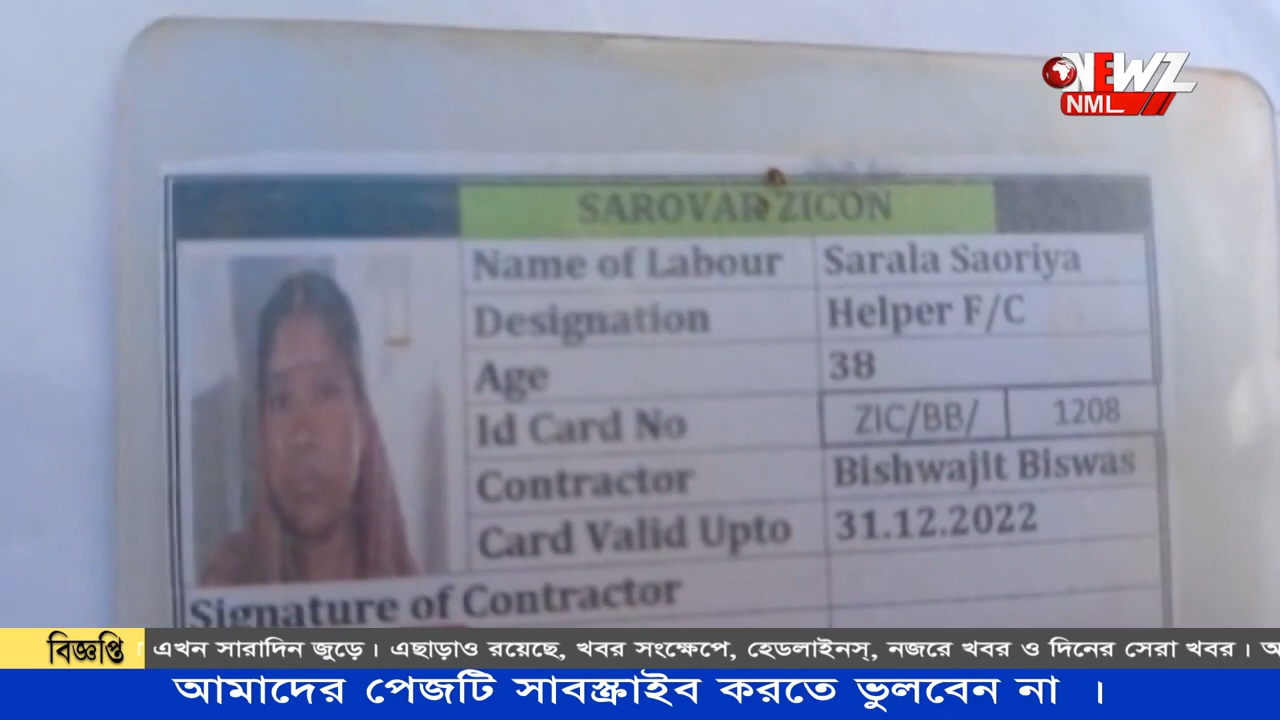 NEWZ
NML
SAROVAR ZICON
Name of Labour Sarala Saoriya
Designation Helper F/C
Age 38
Id Card No ZIC/BB/ 1208
Contractor Bishwajit Biswas
Card Valid Upto 31.12.2022
Signature of Contractor
বিজ্ঞপ্তি এখন সারাদিন জুড়ে। এছাড়াও রয়েছে, খবর সংক্ষেপে, হেডলাইনস্, নজরে খবর ও দিনের সেরা খবর।
আমাদের পেজটি সাবস্ক্রাইব করতে ভুলবেন না ।